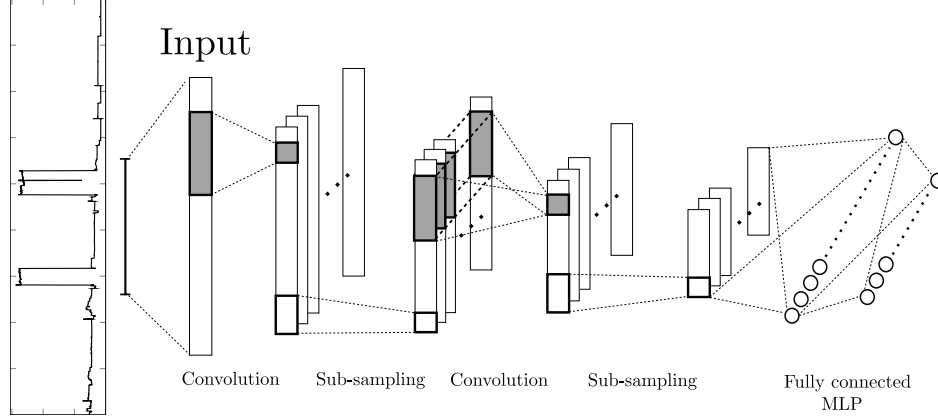 Input
Convolution
Sub-sampling
Convolution
Sub-sampling
Fully connected
MLP